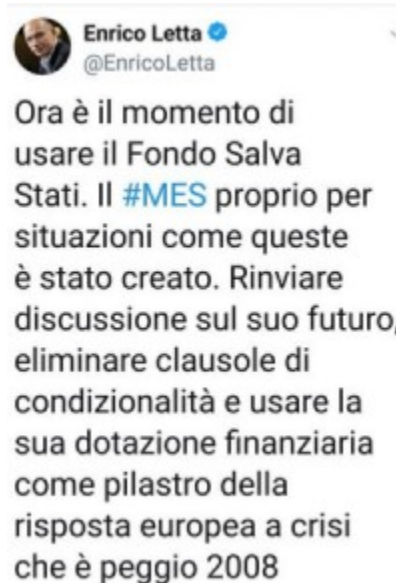 Enrico Letta
@EnricoLetta
Ora è il momento di
usare il Fondo Salva
Stati. Il #MES proprio per
situazioni come queste
è stato creato. Rinviare
discussione sul suo futuro,
eliminare clausole di
condizionalità e usare la
sua dotazione finanziaria
come pilastro della
risposta europea a crisi
che è peggio 2008